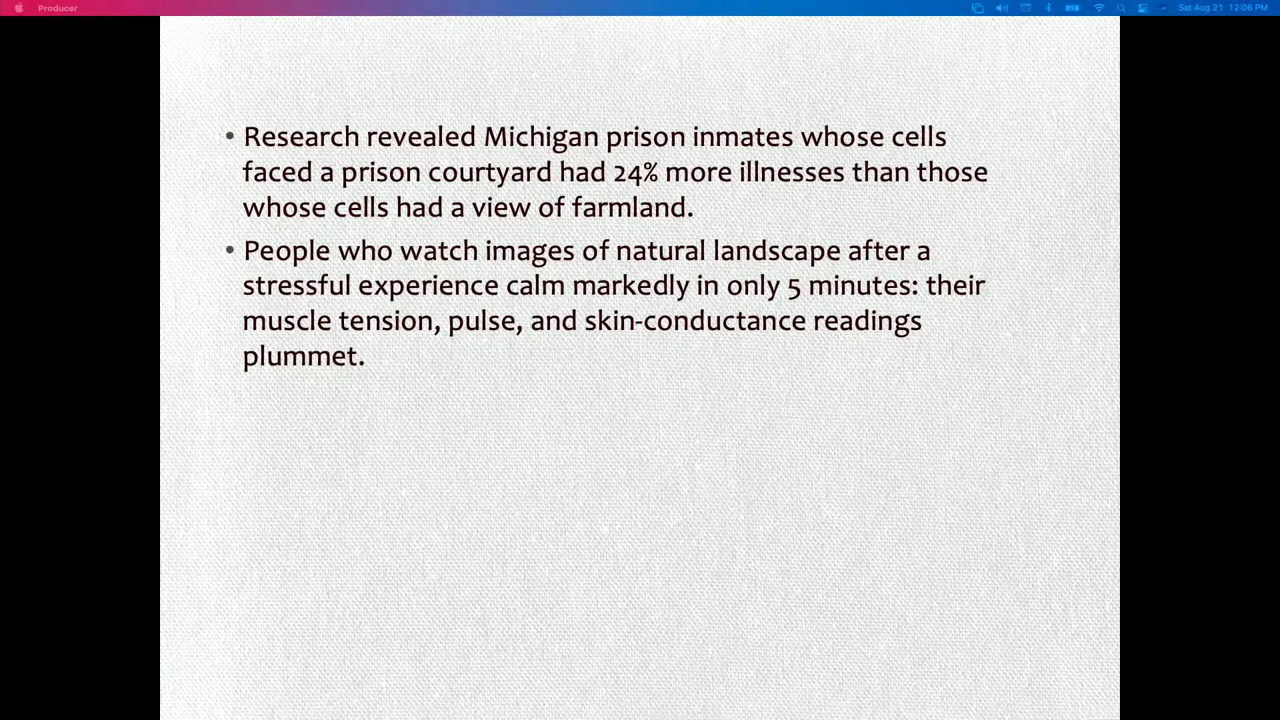 Producer
Sat Aug 21 12:06 PM
• Research revealed Michigan prison inmates whose cells
faced a prison courtyard had 24% more illnesses than those
whose cells had a view of farmland.
• People who watch images of natural landscape after a
stressful experience calm markedly in only 5 minutes: their
muscle tension, pulse, and skin-conductance readings
plummet.